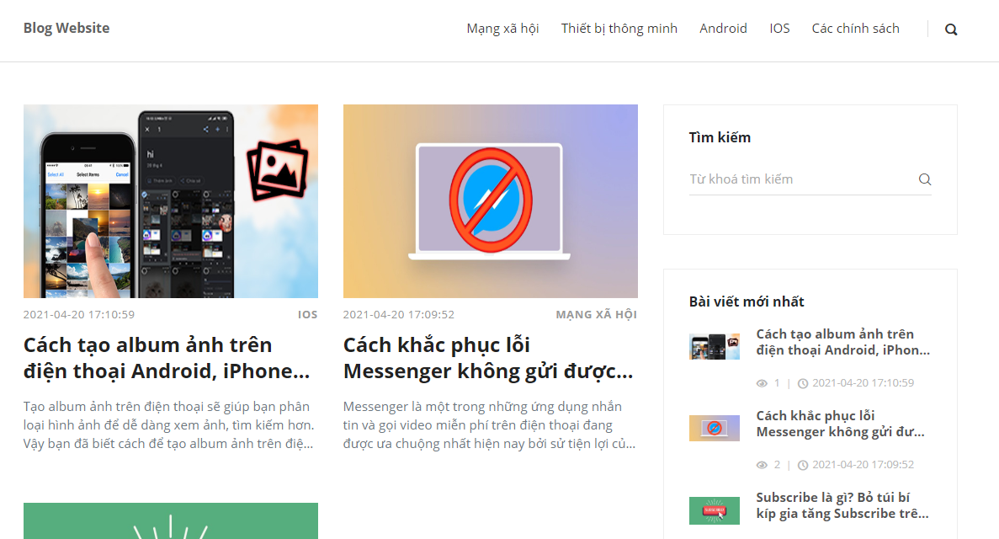 Blog Website
Mạng xã hội
Thiết bị thông minh
Android
IOS
Các chính sách
Select All
Select Items
Cancel
1
hi
2021-04-20 17:10:59
IOS
Cách tạo album ảnh trên
điện thoại Android, iPhone...
Tạo album ảnh trên điện thoại sẽ giúp bạn phân
loại hình ảnh để dễ dàng xem ảnh, tìm kiếm hơn.
Vậy bạn đã biết cách để tạo album ảnh trên điệ...
2021-04-20 17:09:52
MẠNG XÃ HỘI
Cách khắc phục lỗi
Messenger không gửi được...
Messenger là một trong những ứng dụng nhắn
tin và gọi video miễn phí trên điện thoại đang
được ưa chuộng nhất hiện nay bởi sử tiện lợi củ...
Tìm kiếm
Từ khoá tìm kiếm
Bài viết mới nhất
Cách tạo album ảnh trên
điện thoại Android, iPhon...
1 | 2021-04-20 17:10:59
Cách khắc phục lỗi
Messenger không gửi đư...
2 | 2021-04-20 17:09:52
Subscribe là gì? Bỏ túi bí
kíp gia tăng Subscribe trê...